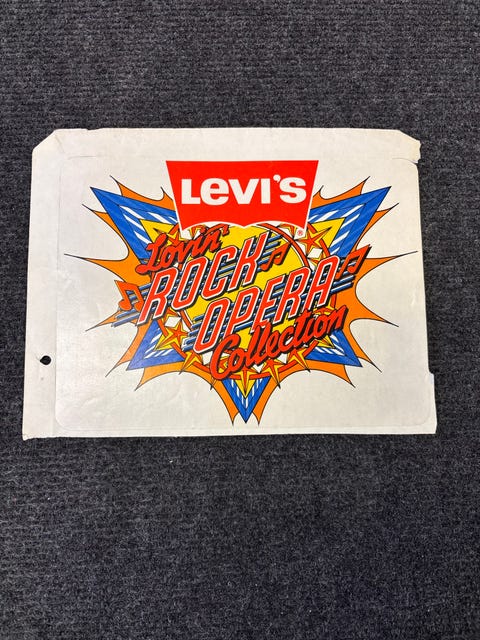 Levi's
®
Lovin'
ROCK
OPERA
Collection